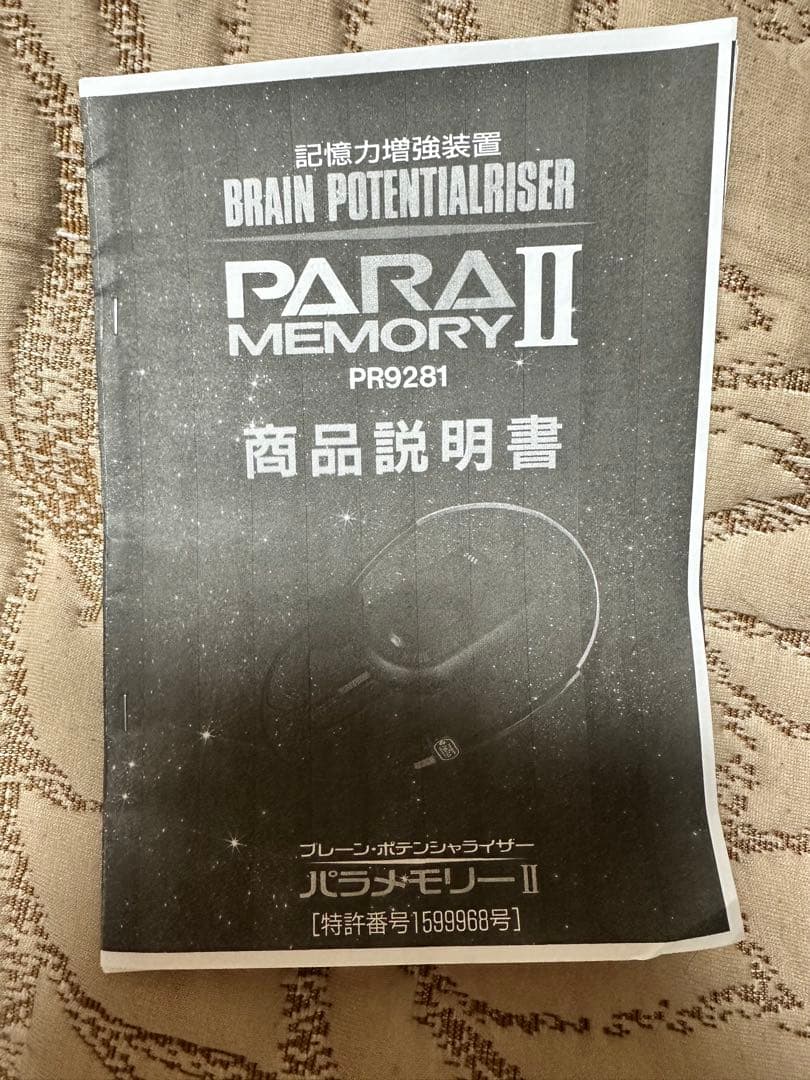 記憶力増強装置
BRAIN POTENTIALRISER
PARA
MEMORY II
PR9281
商品説明書
ブレーン・ポテンシャライザー
パラメモリーII
[特許番号1599968号]